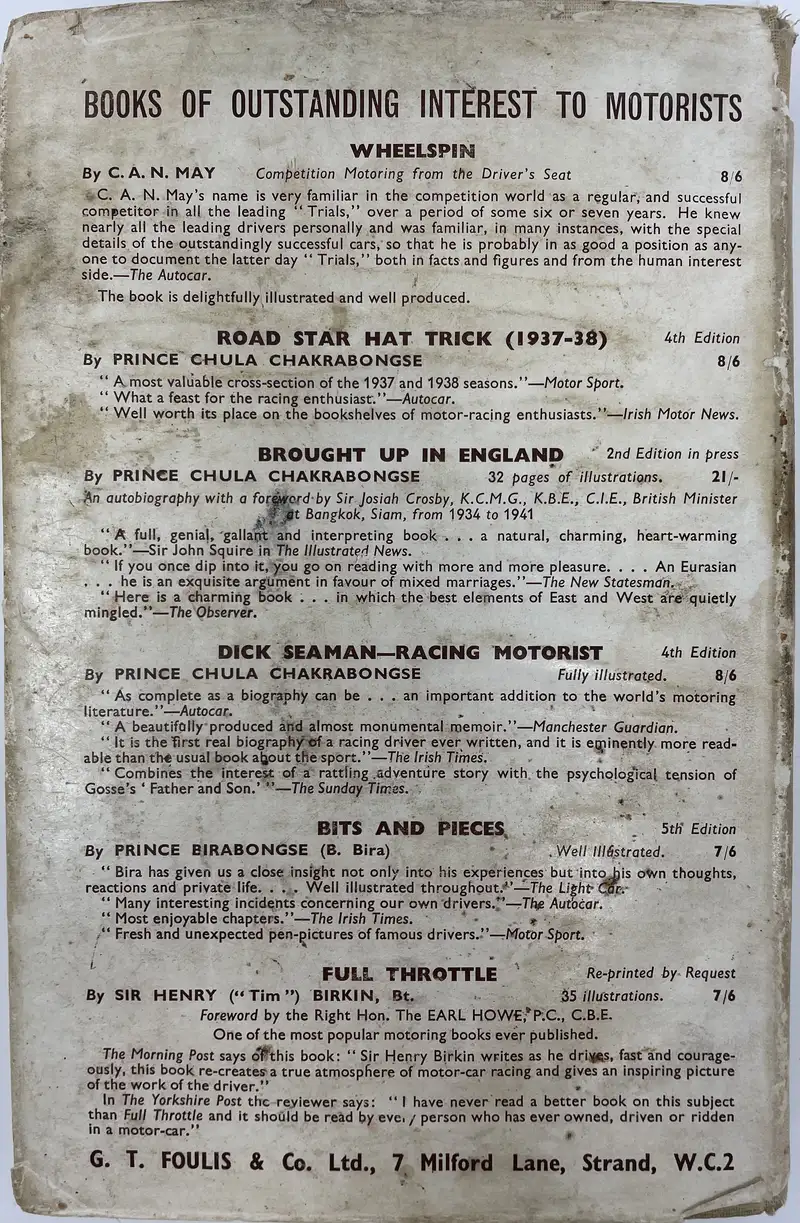 BOOKS OF OUTSTANDING INTEREST TO MOTORISTS
WHEELSPIN
By C. A. N. MAY Competition Motoring from the Driver's Seat 8/6
C. A. N. May's name is very familiar in the competition world as a regular, and successful
competitor in all the leading "Trials," over a period of some six or seven years. He knew
nearly all the leading drivers personally and was familiar, in many instances, with the special
details of the outstandingly successful cars, so that he is probably in as good a position as any-
one to document the latter day "Trials," both in facts and figures and from the human interest
side.—The Autocar.
The book is delightfully illustrated and well produced.
ROAD STAR HAT TRICK (1937-38) 4th Edition
By PRINCE CHULA CHAKRABONGSE 8/6
"A most valuable cross-section of the 1937 and 1938 seasons."—Motor Sport.
"What a feast for the racing enthusiast."—Autocar.
"Well worth its place on the bookshelves of motor-racing enthusiasts."—Irish Motor News.
BROUGHT UP IN ENGLAND 2nd Edition in press
By PRINCE CHULA CHAKRABONGSE 32 pages of illustrations. 21/-
An autobiography with a foreword by Sir Josiah Crosby, K.C.M.G., K.B.E., C.I.E., British Minister
at Bangkok, Siam, from 1934 to 1941
"A full, genial, gallant and interpreting book . . . a natural, charming, heart-warming
book."—Sir John Squire in The Illustrated News.
"If you once dip into it, you go on reading with more and more pleasure. . . . An Eurasian
. . . he is an exquisite argument in favour of mixed marriages."—The New Statesman.
"Here is a charming book . . . in which the best elements of East and West are quietly
mingled."—The Observer.
DICK SEAMAN—RACING MOTORIST 4th Edition
By PRINCE CHULA CHAKRABONGSE Fully illustrated. 8/6
"As complete as a biography can be . . . an important addition to the world's motoring
literature."—Autocar.
"A beautifully produced and almost monumental memoir."—Manchester Guardian.
"It is the first real biography of a racing driver ever written, and it is eminently more read-
able than the usual book about the sport."—The Irish Times.
"Combines the interest of a rattling adventure story with the psychological tension of
Gosse's 'Father and Son.'"—The Sunday Times.
BITS AND PIECES 5th Edition
By PRINCE BIRABONGSE (B. Bira) Well Illustrated. 7/6
"Bira has given us a close insight not only into his experiences but into his own thoughts,
reactions and private life. . . . Well illustrated throughout."—The Light Car.
"Many interesting incidents concerning our own drivers."—The Autocar.
"Most enjoyable chapters."—The Irish Times.
"Fresh and unexpected pen-pictures of famous drivers."—Motor Sport.
FULL THROTTLE Re-printed by Request
By SIR HENRY ("Tim") BIRKIN, Bt. 35 illustrations. 7/6
Foreword by the Right Hon. The EARL HOWE, P.C., C.B.E.
One of the most popular motoring books ever published.
The Morning Post says of this book: "Sir Henry Birkin writes as he drives, fast and courage-
ously, this book re-creates a true atmosphere of motor-car racing and gives an inspiring picture
of the work of the driver."
In The Yorkshire Post the reviewer says: "I have never read a better book on this subject
than Full Throttle and it should be read by every person who has ever owned, driven or ridden
in a motor-car."
G. T. FOULIS & Co. Ltd., 7 Milford Lane, Strand, W.C.2